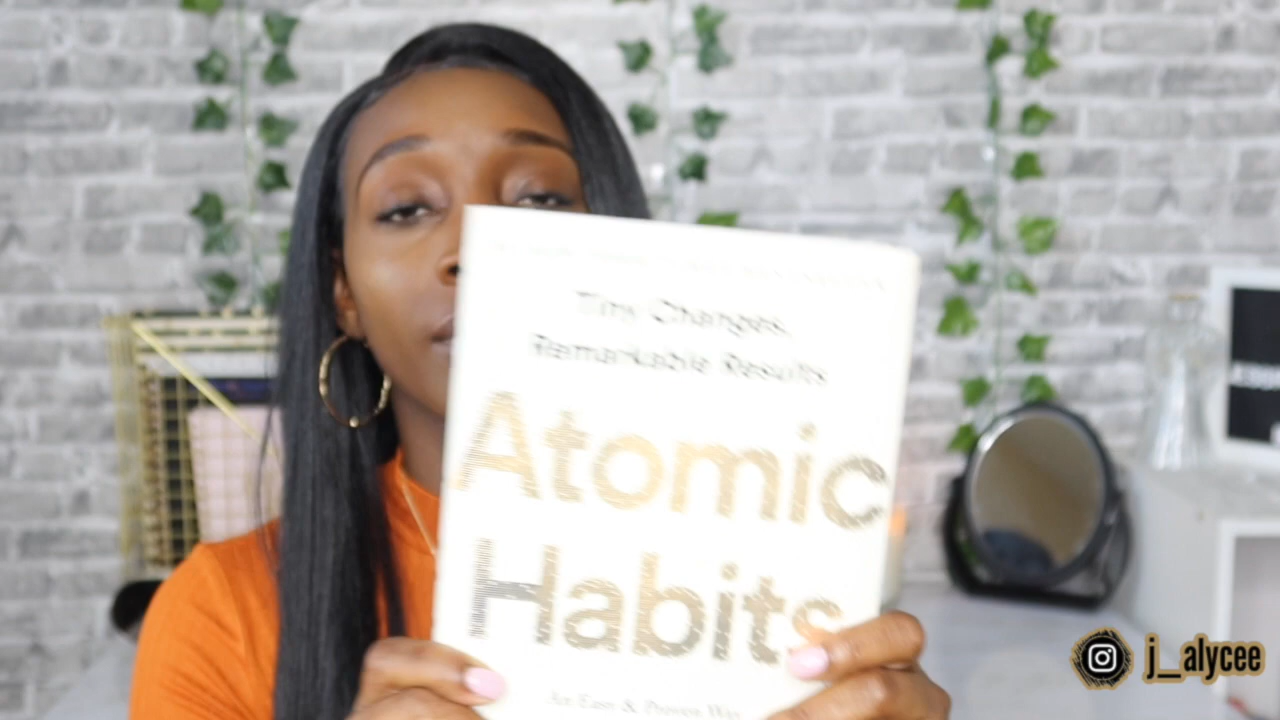 Tiny Changes,
Remarkable Results
Atomic
Habits
An Easy & Proven Way
j_alycee